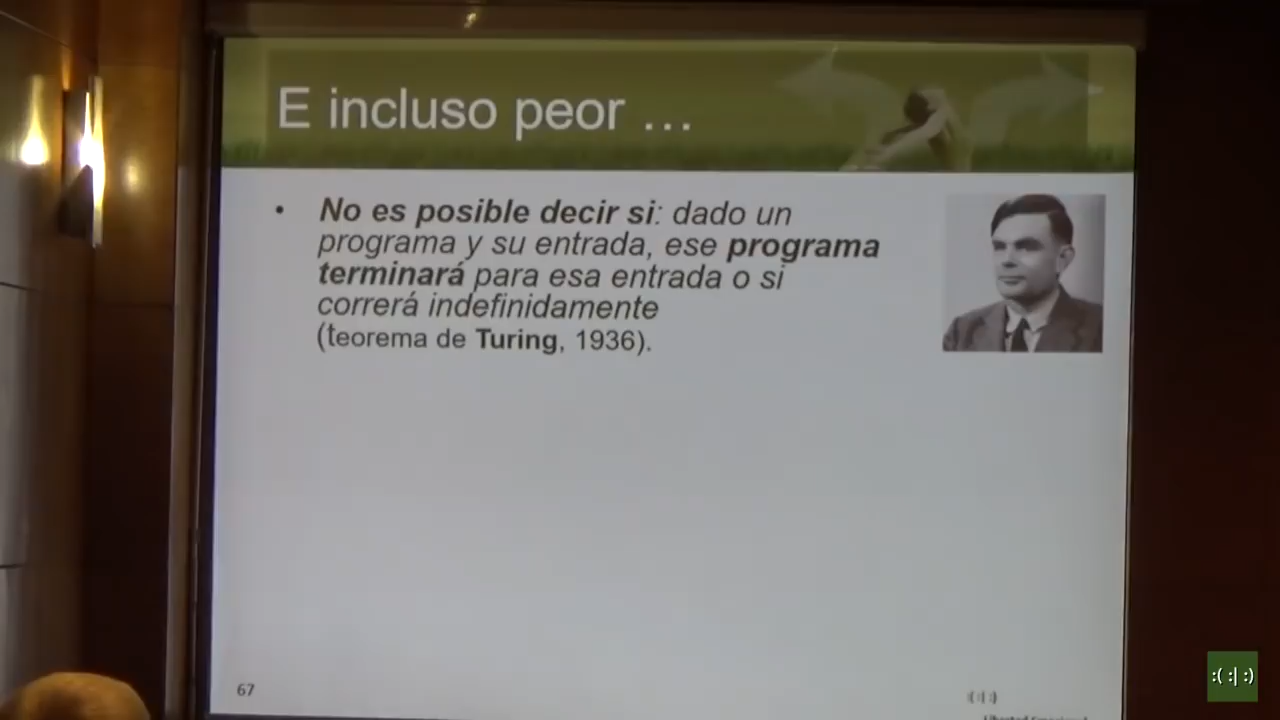 E incluso peor ...
• No es posible decir si: dado un
programa y su entrada, ese programa
terminará para esa entrada o si
correrá indefinidamente
(teorema de Turing, 1936).
67
:( :| :)
:( :| :)